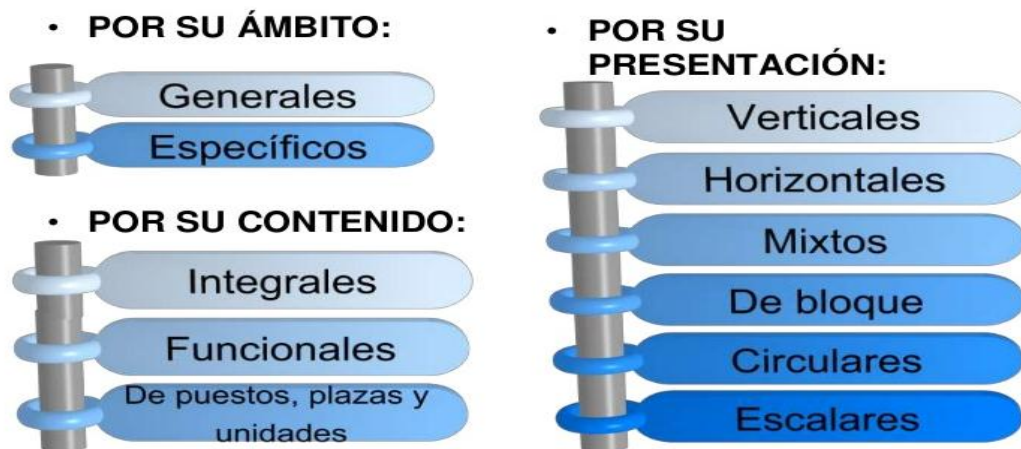 • POR SU ÁMBITO:
Generales
Específicos
• POR SU CONTENIDO:
Integrales
Funcionales
De puestos, plazas y
unidades
• POR SU
PRESENTACIÓN:
Verticales
Horizontales
Mixtos
De bloque
Circulares
Escalares